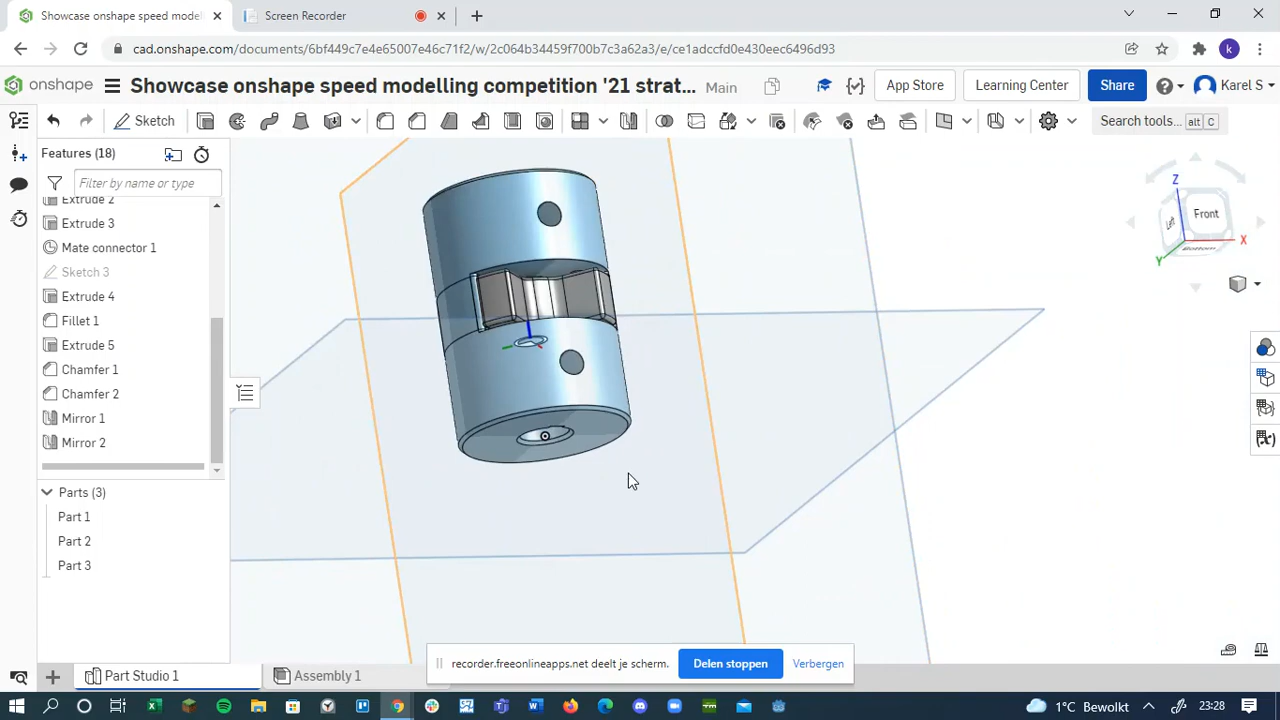 Showcase onshape speed modelli
Screen Recorder
cad.onshape.com/documents/6bf449c7e4e65007e46c71f2/w/2c064b34459f700b7c3a62a3/e/ce1adccfd0e430eec6496d93
k
onshape
Showcase onshape speed modelling competition '21 strat...
Main
App Store
Learning Center
Share
Karel S
Sketch
Search tools...
alt C
Features (18)
Filter by name or type
Extrude 2
Extrude 3
Mate connector 1
Sketch 3
Extrude 4
Fillet 1
Extrude 5
Chamfer 1
Chamfer 2
Mirror 1
Mirror 2
Parts (3)
Part 1
Part 2
Part 3
Z
Left
Front
X
Bottom
Y
recorder.freeonlineapps.net deelt je scherm.
Delen stoppen
Verbergen
Part Studio 1
Assembly 1
1°C Bewolkt
23:28